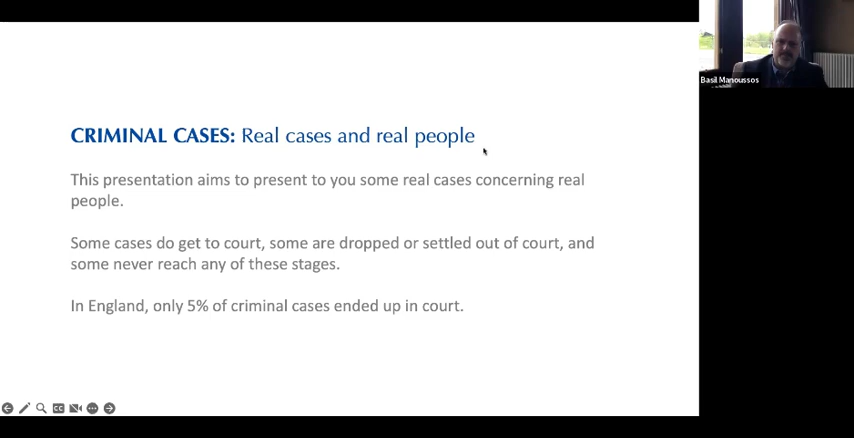 CRIMINAL CASES: Real cases and real people
This presentation aims to present to you some real cases concerning real
people.
Some cases do get to court, some are dropped or settled out of court, and
some never reach any of these stages.
In England, only 5% of criminal cases ended up in court.
Basil Manoussos
CC